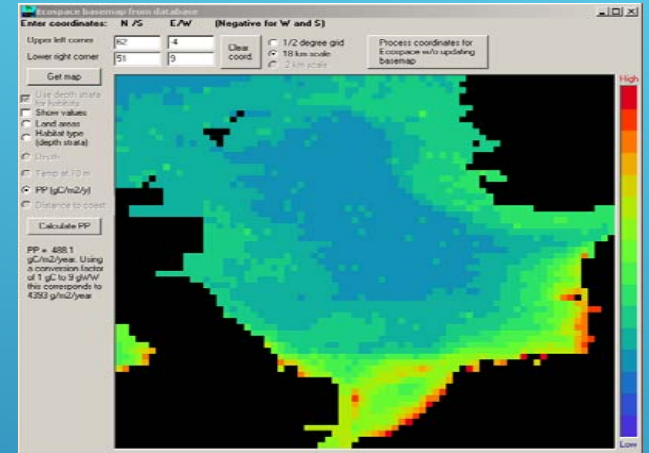 Ecospace basemap from database
Enter coordinates: N /S E/W (Negative for W and S)
Upper left corner 62 -4
Lower right corner 51 9
Clear coord.
1/2 degree grid
18 km scale
2 km scale
Process coordinates for Ecospace w/o updating basemap
Get map
Use depth strata
for habitats
Show values
Land areas
Habitat type
(depth strata)
Depth
Temp at 10 m
PP (gC/m2/y)
Distance to coast
Calculate PP
PP = 488.1
gC/m2/year. Using
a conversion factor
of 1 gC to 9 gWW
this corresponds to
4393 g/m2/year
High
Low